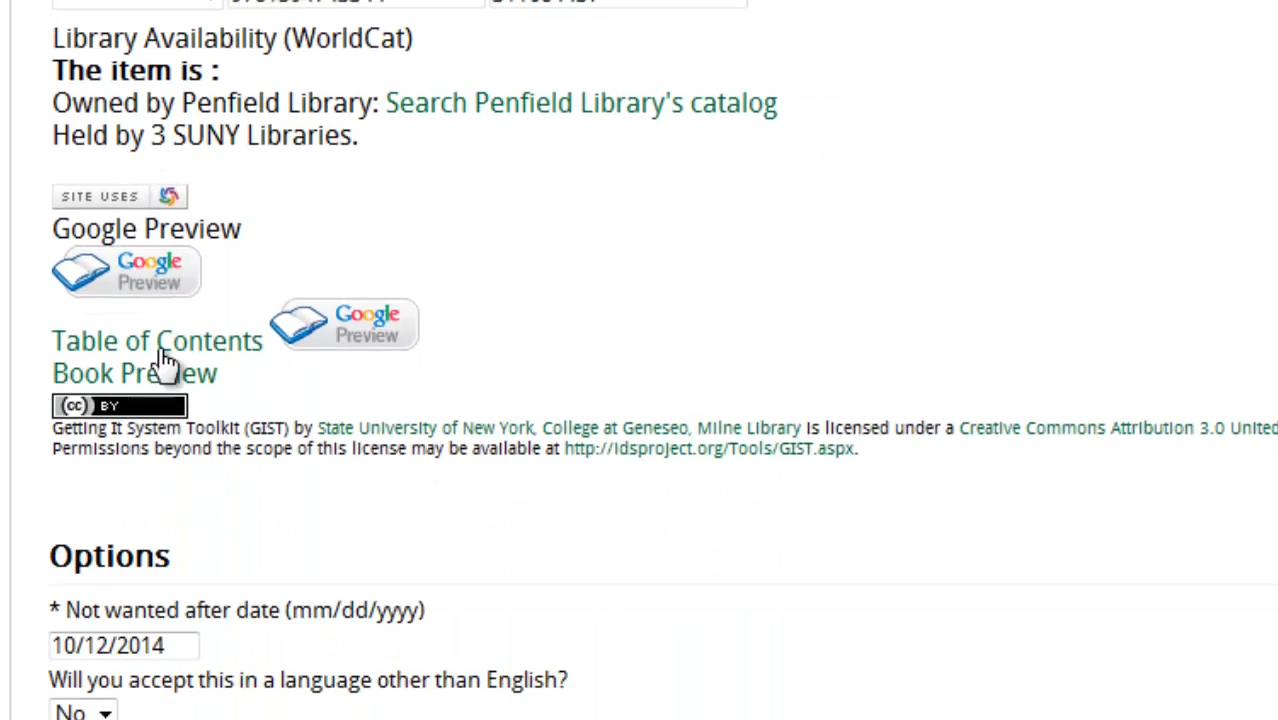 Library Availability (WorldCat)
The item is :
Owned by Penfield Library: Search Penfield Library's catalog
Held by 3 SUNY Libraries.
SITE USES
Google Preview
Google
Preview
Google
Preview
Table of Contents
Book Preview
(cc) BY
Getting It System Toolkit (GIST) by State University of New York, College at Geneseo, Milne Library is licensed under a Creative Commons Attribution 3.0 United
Permissions beyond the scope of this license may be available at http://idsproject.org/Tools/GIST.aspx.
Options
* Not wanted after date (mm/dd/yyyy)
10/12/2014
Will you accept this in a language other than English?
No